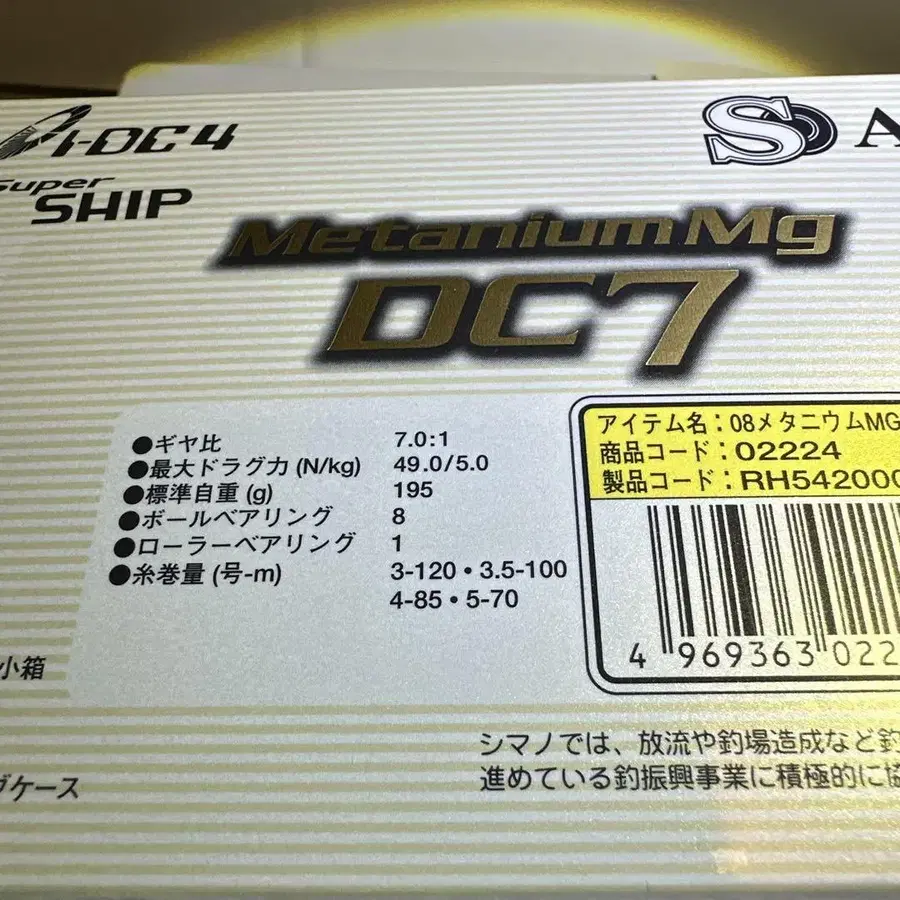 I-DC4
Super
SHIP
MetaniumMg
DC7
●ギヤ比 7.0:1
●最大ドラグ力 (N/kg) 49.0/5.0
●標準自重 (g) 195
●ボールベアリング 8
●ローラーベアリング 1
●糸巻量 (号-m) 3-120・3.5-100
4-85・5-70
アイテム名：08メタニウムMG
商品コード：02224
製品コード：RH542000
4 969363 022
小箱
ケース
シマノでは、放流や釣場造成など釣
進めている釣振興事業に積極的に協